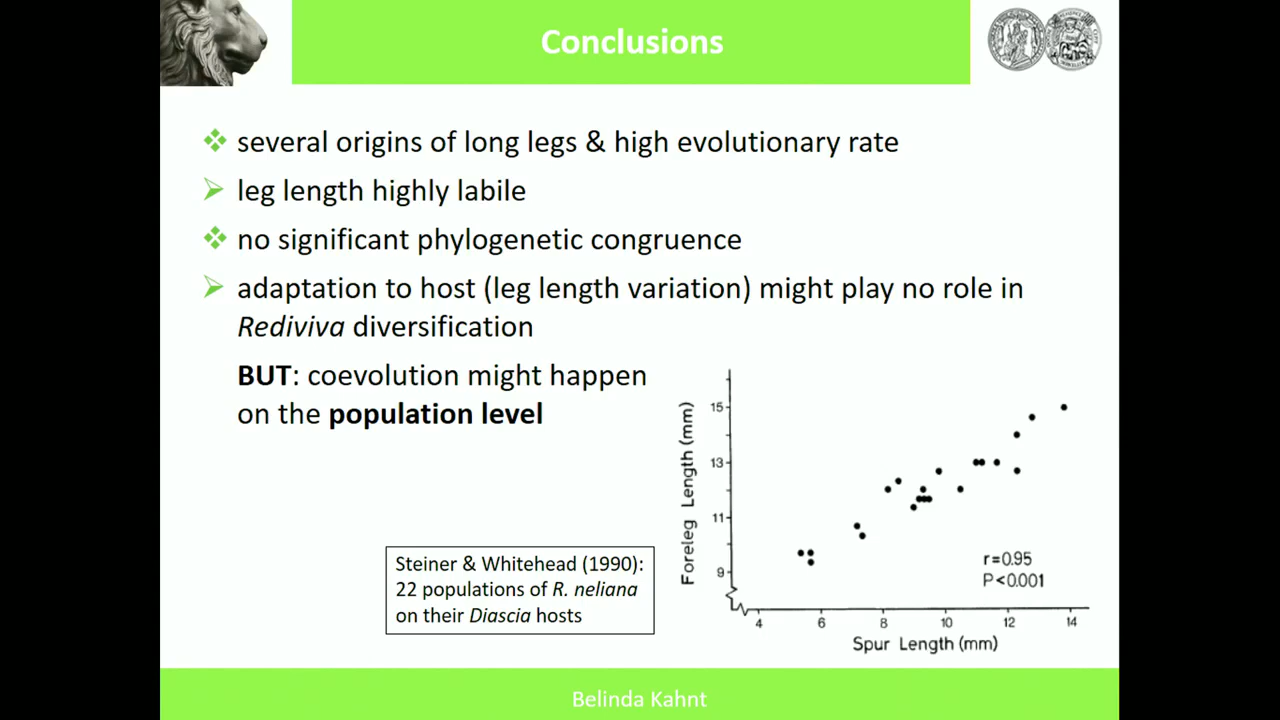 Conclusions
several origins of long legs & high evolutionary rate
leg length highly labile
no significant phylogenetic congruence
adaptation to host (leg length variation) might play no role in
Rediviva diversification
BUT: coevolution might happen
on the population level
Steiner & Whitehead (1990):
22 populations of R. neliana
on their Diascia hosts
Foreleg Length (mm)
15
13
11
9
r=0.95
P<0.001
4 6 8 10 12 14
Spur Length (mm)
Belinda Kahnt